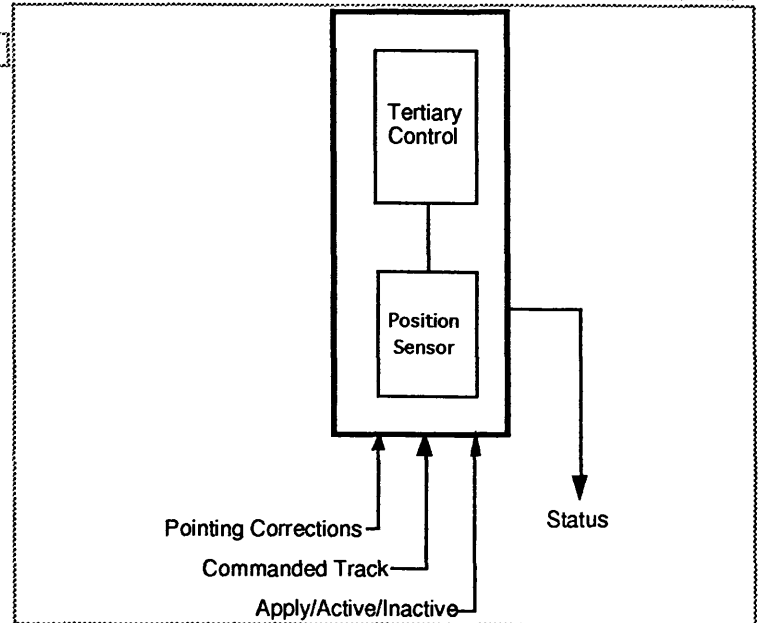 Tertiary
Control
Position
Sensor
Pointing Corrections
Status
Commanded Track
Apply/Active/Inactive